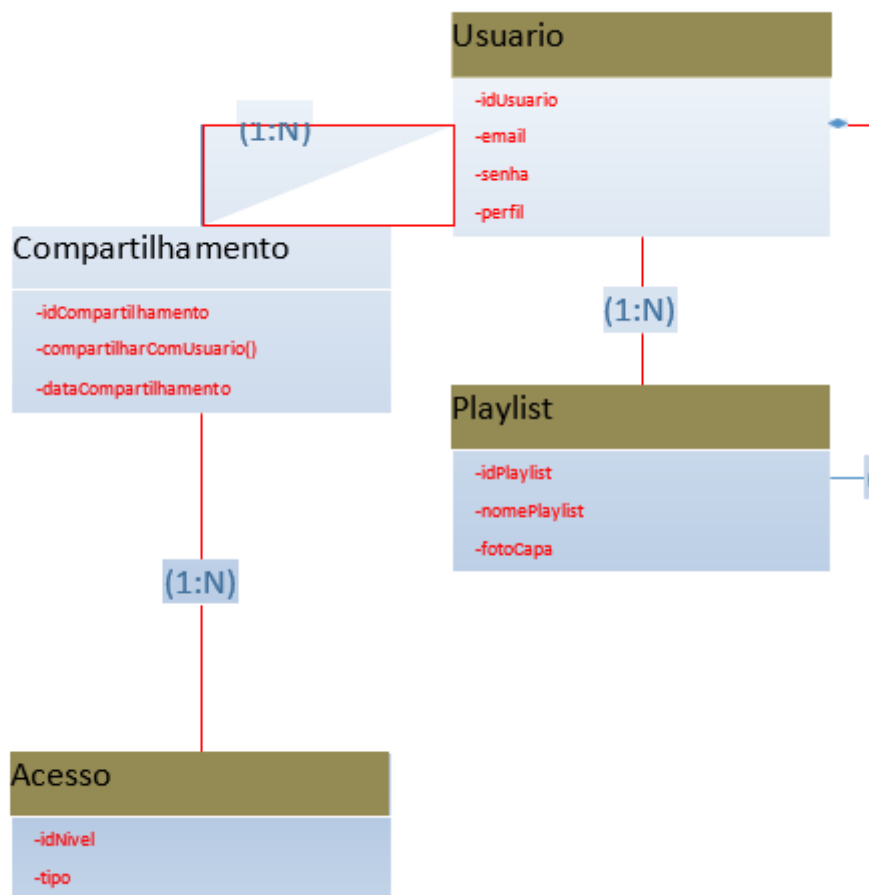 Usuario
-idUsuario
-email
-senha
-perfil
(1:N)
Compartilhamento
-idCompartilhamento
-compartilharComUsuario()
-dataCompartilhamento
(1:N)
Playlist
-idPlaylist
-nomePlaylist
-fotoCapa
(1:N)
Acesso
-idNivel
-tipo